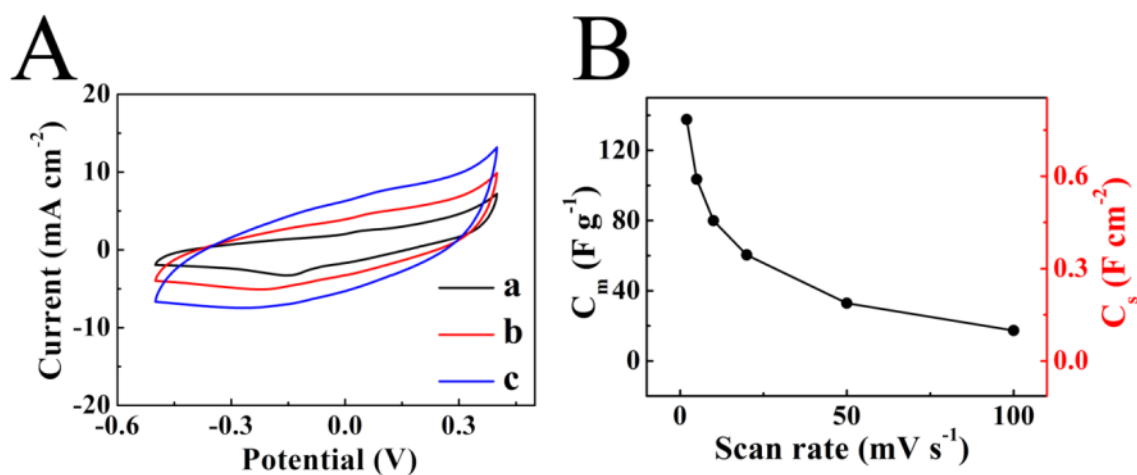 A
20
10
0
-10
-20
-0.6
-0.3
0.0
0.3
Current (mA cm-2)
Potential (V)
a
b
c
B
120
80
40
0
0.6
0.3
0.0
0
50
100
Cm (F g-1)
Cs (F cm-2)
Scan rate (mV s-1)